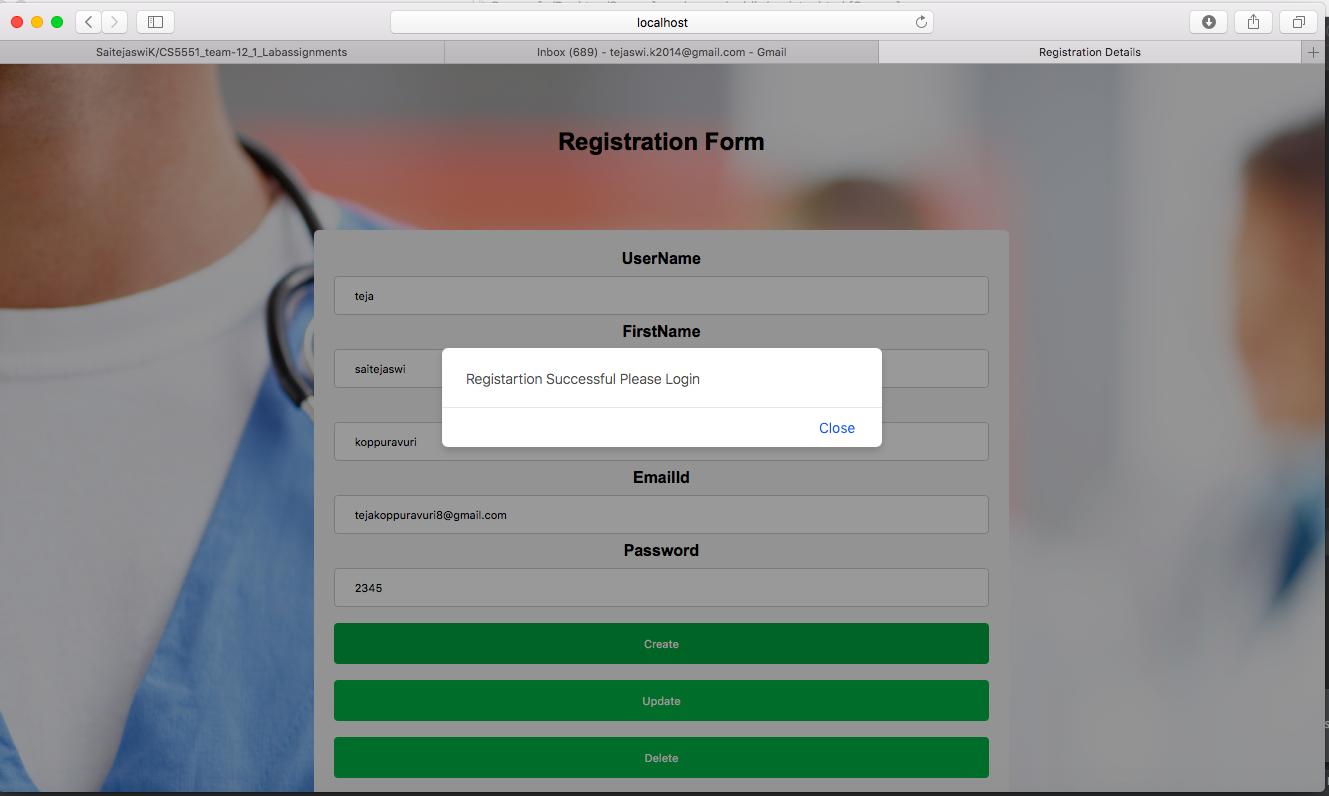 localhost
SaitejaswiK/CS5551_team-12_1_Labassignments
Inbox (689) - tejaswi.k2014@gmail.com - Gmail
Registration Details
Registration Form
UserName
teja
FirstName
saitejaswi
Registartion Successful Please Login
Close
koppuravuri
EmailId
tejakoppuravuri8@gmail.com
Password
2345
Create
Update
Delete